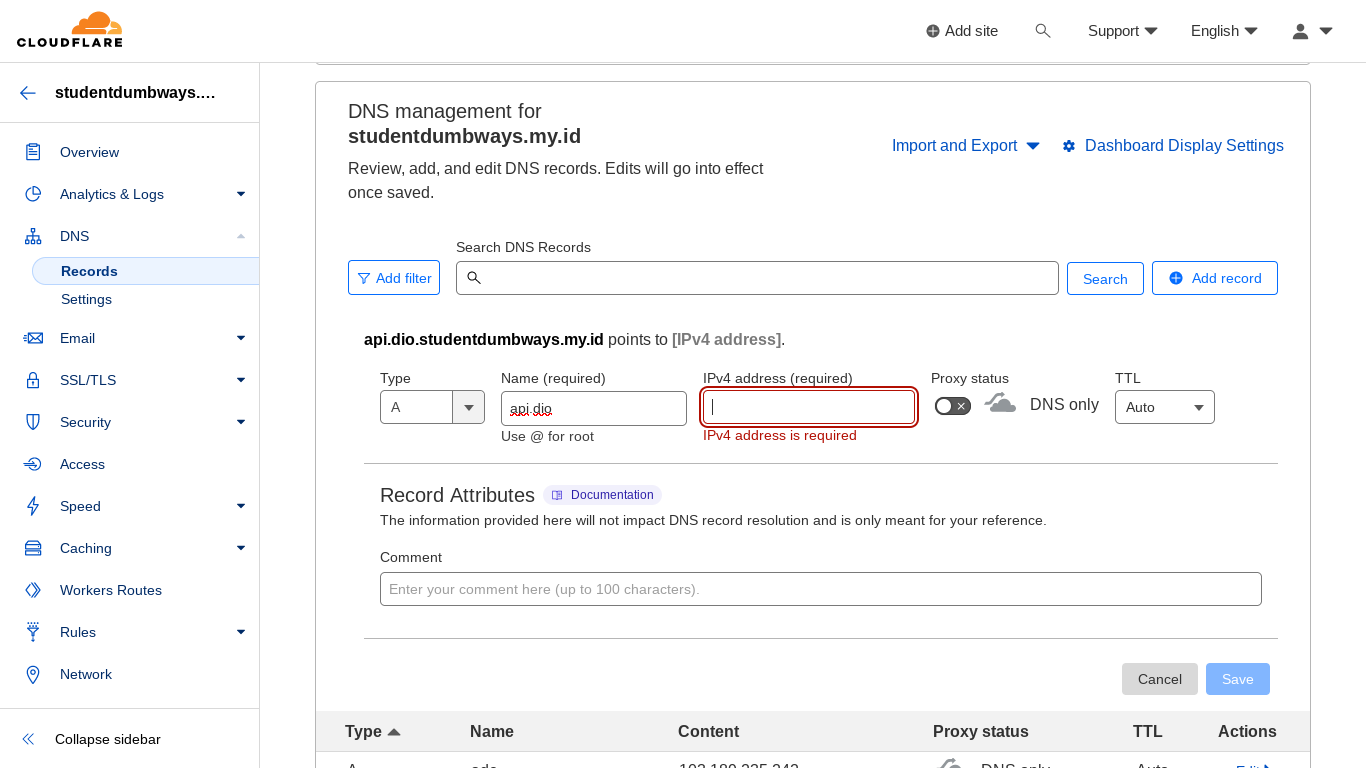 CLOUDFLARE
Add site
Support
English
studentdumbways....
Overview
Analytics & Logs
DNS
Records
Settings
Email
SSL/TLS
Security
Access
Speed
Caching
Workers Routes
Rules
Network
Collapse sidebar
DNS management for
studentdumbways.my.id
Review, add, and edit DNS records. Edits will go into effect
once saved.
Import and Export
Dashboard Display Settings
Search DNS Records
Add filter
Search
Add record
api.dio.studentdumbways.my.id points to [IPv4 address].
Type
Name (required)
IPv4 address (required)
Proxy status
TTL
A
api.dio
DNS only
Auto
Use @ for root
IPv4 address is required
Record Attributes
Documentation
The information provided here will not impact DNS record resolution and is only meant for your reference.
Comment
Enter your comment here (up to 100 characters).
Cancel
Save
Type
Name
Content
Proxy status
TTL
Actions
A
DNS only
Auto
Edit